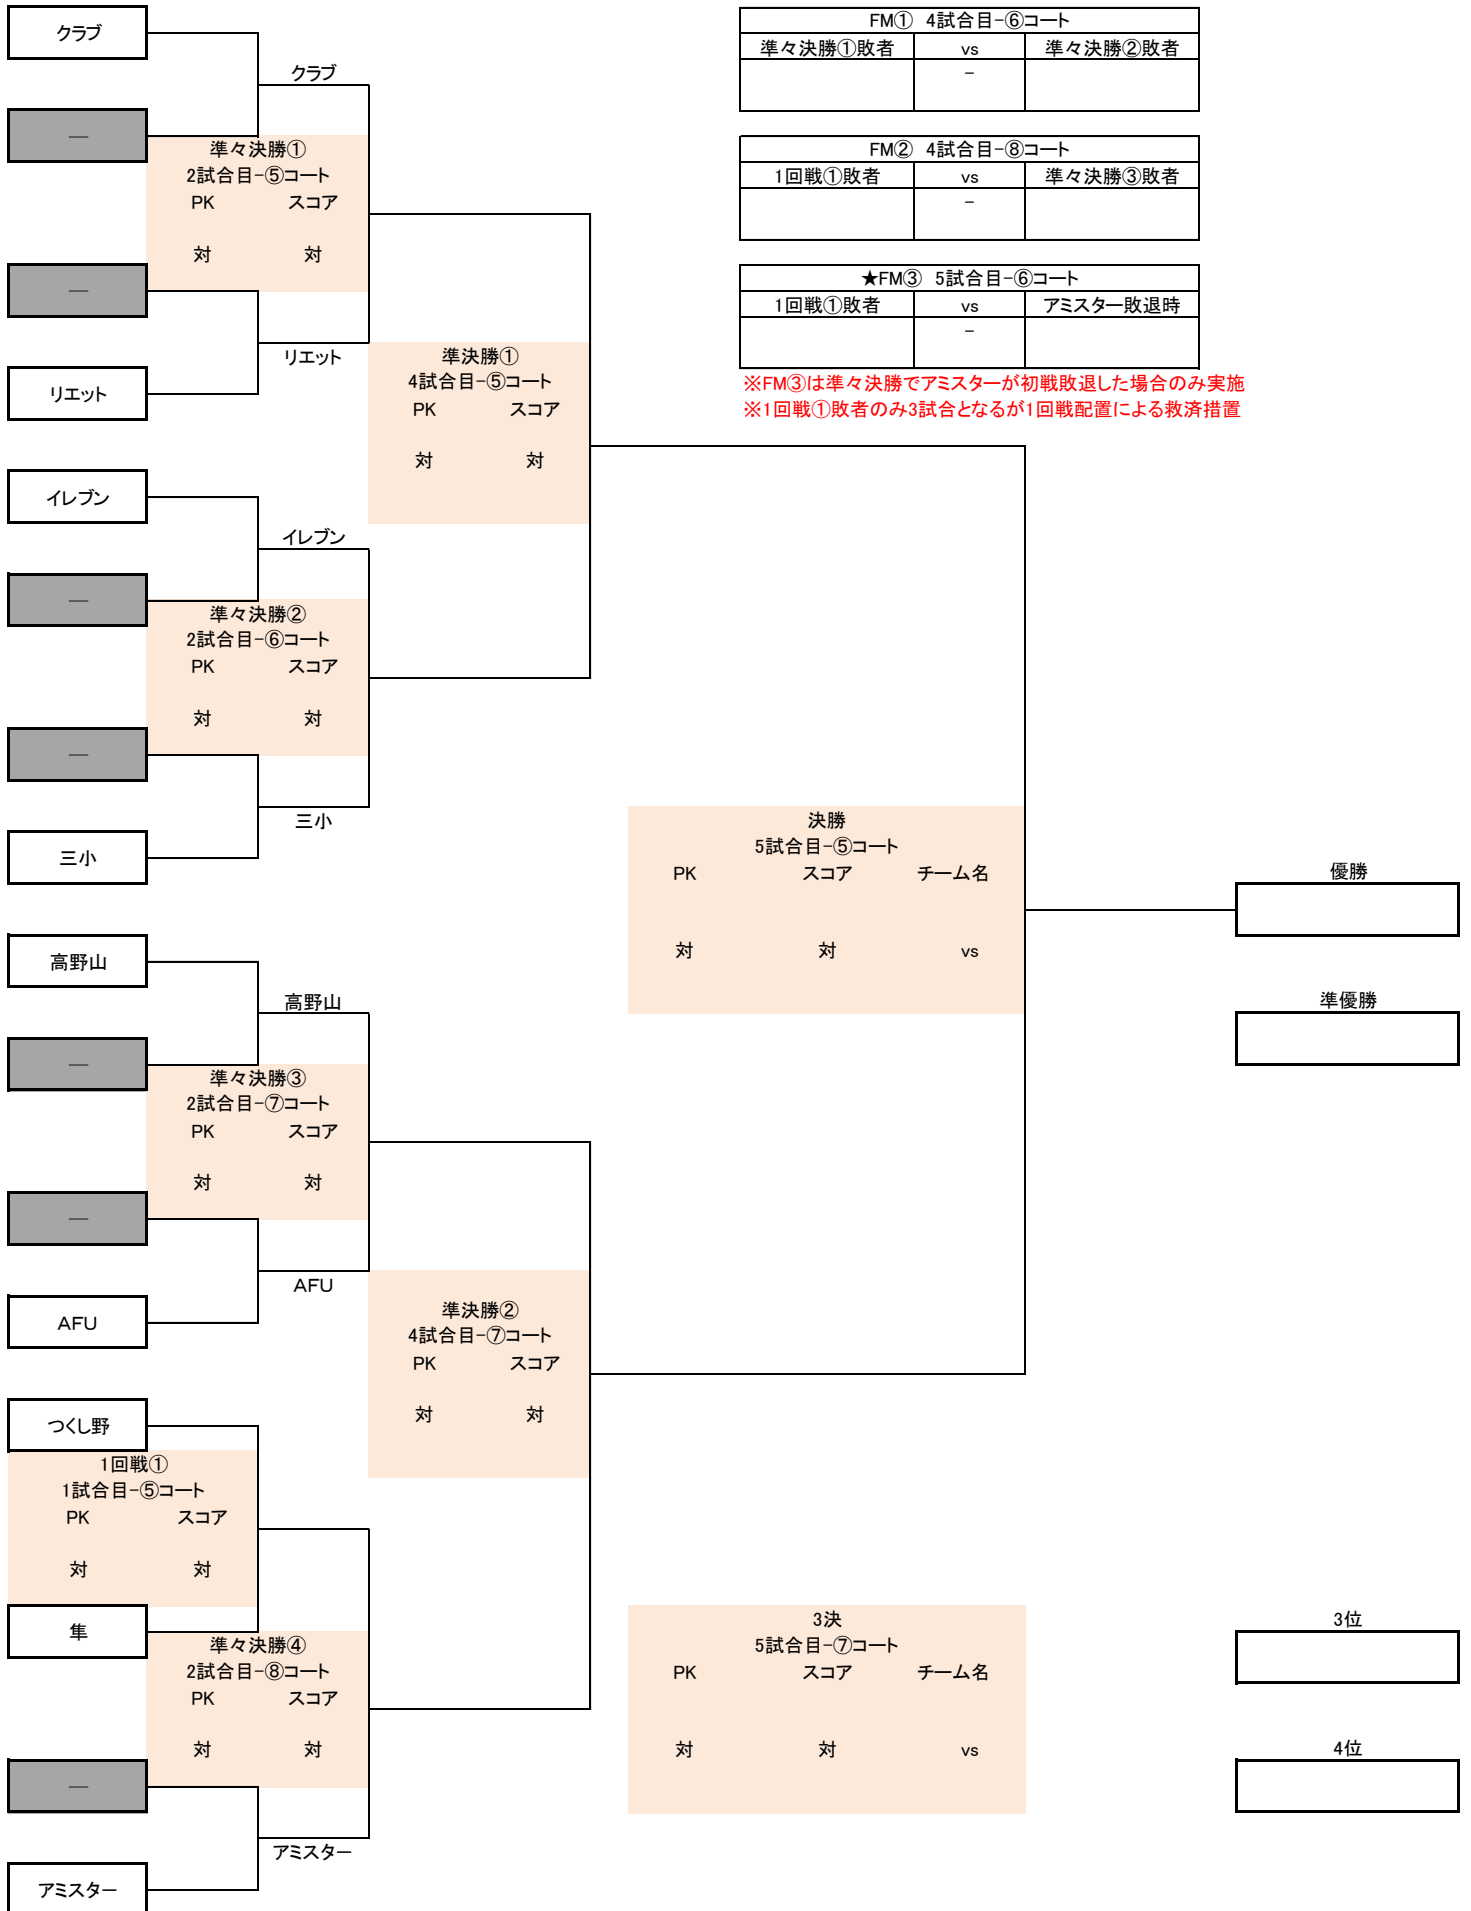 クラブ
クラブ
―
準々決勝①
2試合目-⑤コート
PK スコア
対 対
―
リエット
リエット
準決勝①
4試合目-⑤コート
PK スコア
対 対
イレブン
イレブン
―
準々決勝②
2試合目-⑥コート
PK スコア
対 対
―
三小
三小
高野山
高野山
―
準々決勝③
2試合目-⑦コート
PK スコア
対 対
―
AFU
AFU
準決勝②
4試合目-⑦コート
PK スコア
対 対
つくし野
1回戦①
1試合目-⑤コート
PK スコア
対 対
隼
準々決勝④
2試合目-⑧コート
PK スコア
対 対
―
アミスター
アミスター
FM① 4試合目-⑥コート
準々決勝①敗者 vs 準々決勝②敗者
-
FM② 4試合目-⑧コート
1回戦①敗者 vs 準々決勝③敗者
-
★FM③ 5試合目-⑥コート
1回戦①敗者 vs アミスター敗退時
-
※FM③は準々決勝でアミスターが初戦敗退した場合のみ実施
※1回戦①敗者のみ3試合となるが1回戦配置による救済措置
決勝
5試合目-⑤コート
PK スコア チーム名
対 対 vs
優勝
準優勝
3決
5試合目-⑦コート
PK スコア チーム名
対 対 vs
3位
4位